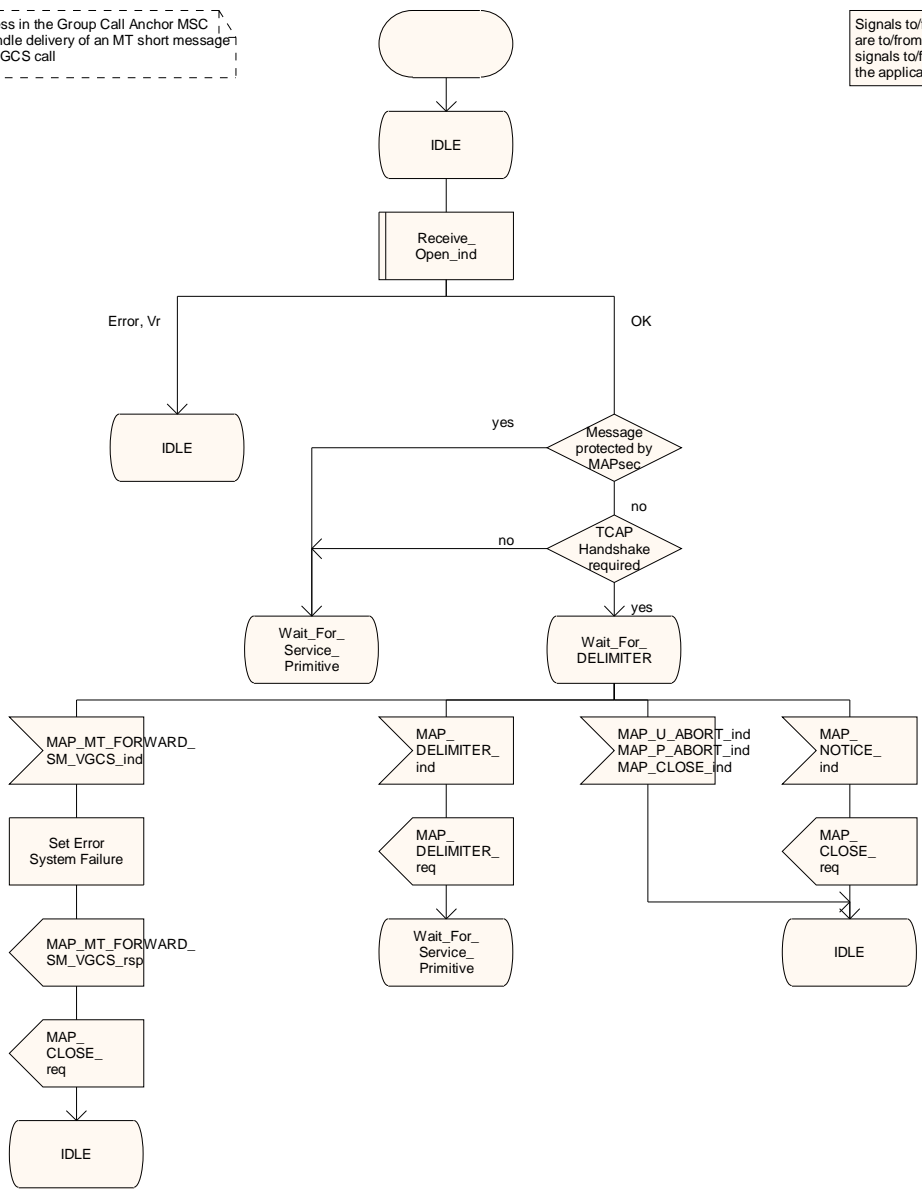 ess in the Group Call Anchor MSC
ndle delivery of an MT short message
GCS call
Signals to/
are to/from
signals to/f
the applica
IDLE
Receive_
Open_ind
Error, Vr
OK
IDLE
yes
Message
protected by
MAPsec
no
no
TCAP
Handshake
required
yes
Wait_For_
Service_
Primitive
Wait_For_
DELIMITER
MAP_MT_FORWARD_
SM_VGCS_ind
MAP_
DELIMITER_
ind
MAP_U_ABORT_ind
MAP_P_ABORT_ind
MAP_CLOSE_ind
MAP_
NOTICE_
ind
Set Error
System Failure
MAP_
DELIMITER_
req
MAP_
CLOSE_
req
MAP_MT_FORWARD_
SM_VGCS_rsp
Wait_For_
Service_
Primitive
IDLE
MAP_
CLOSE_
req
IDLE